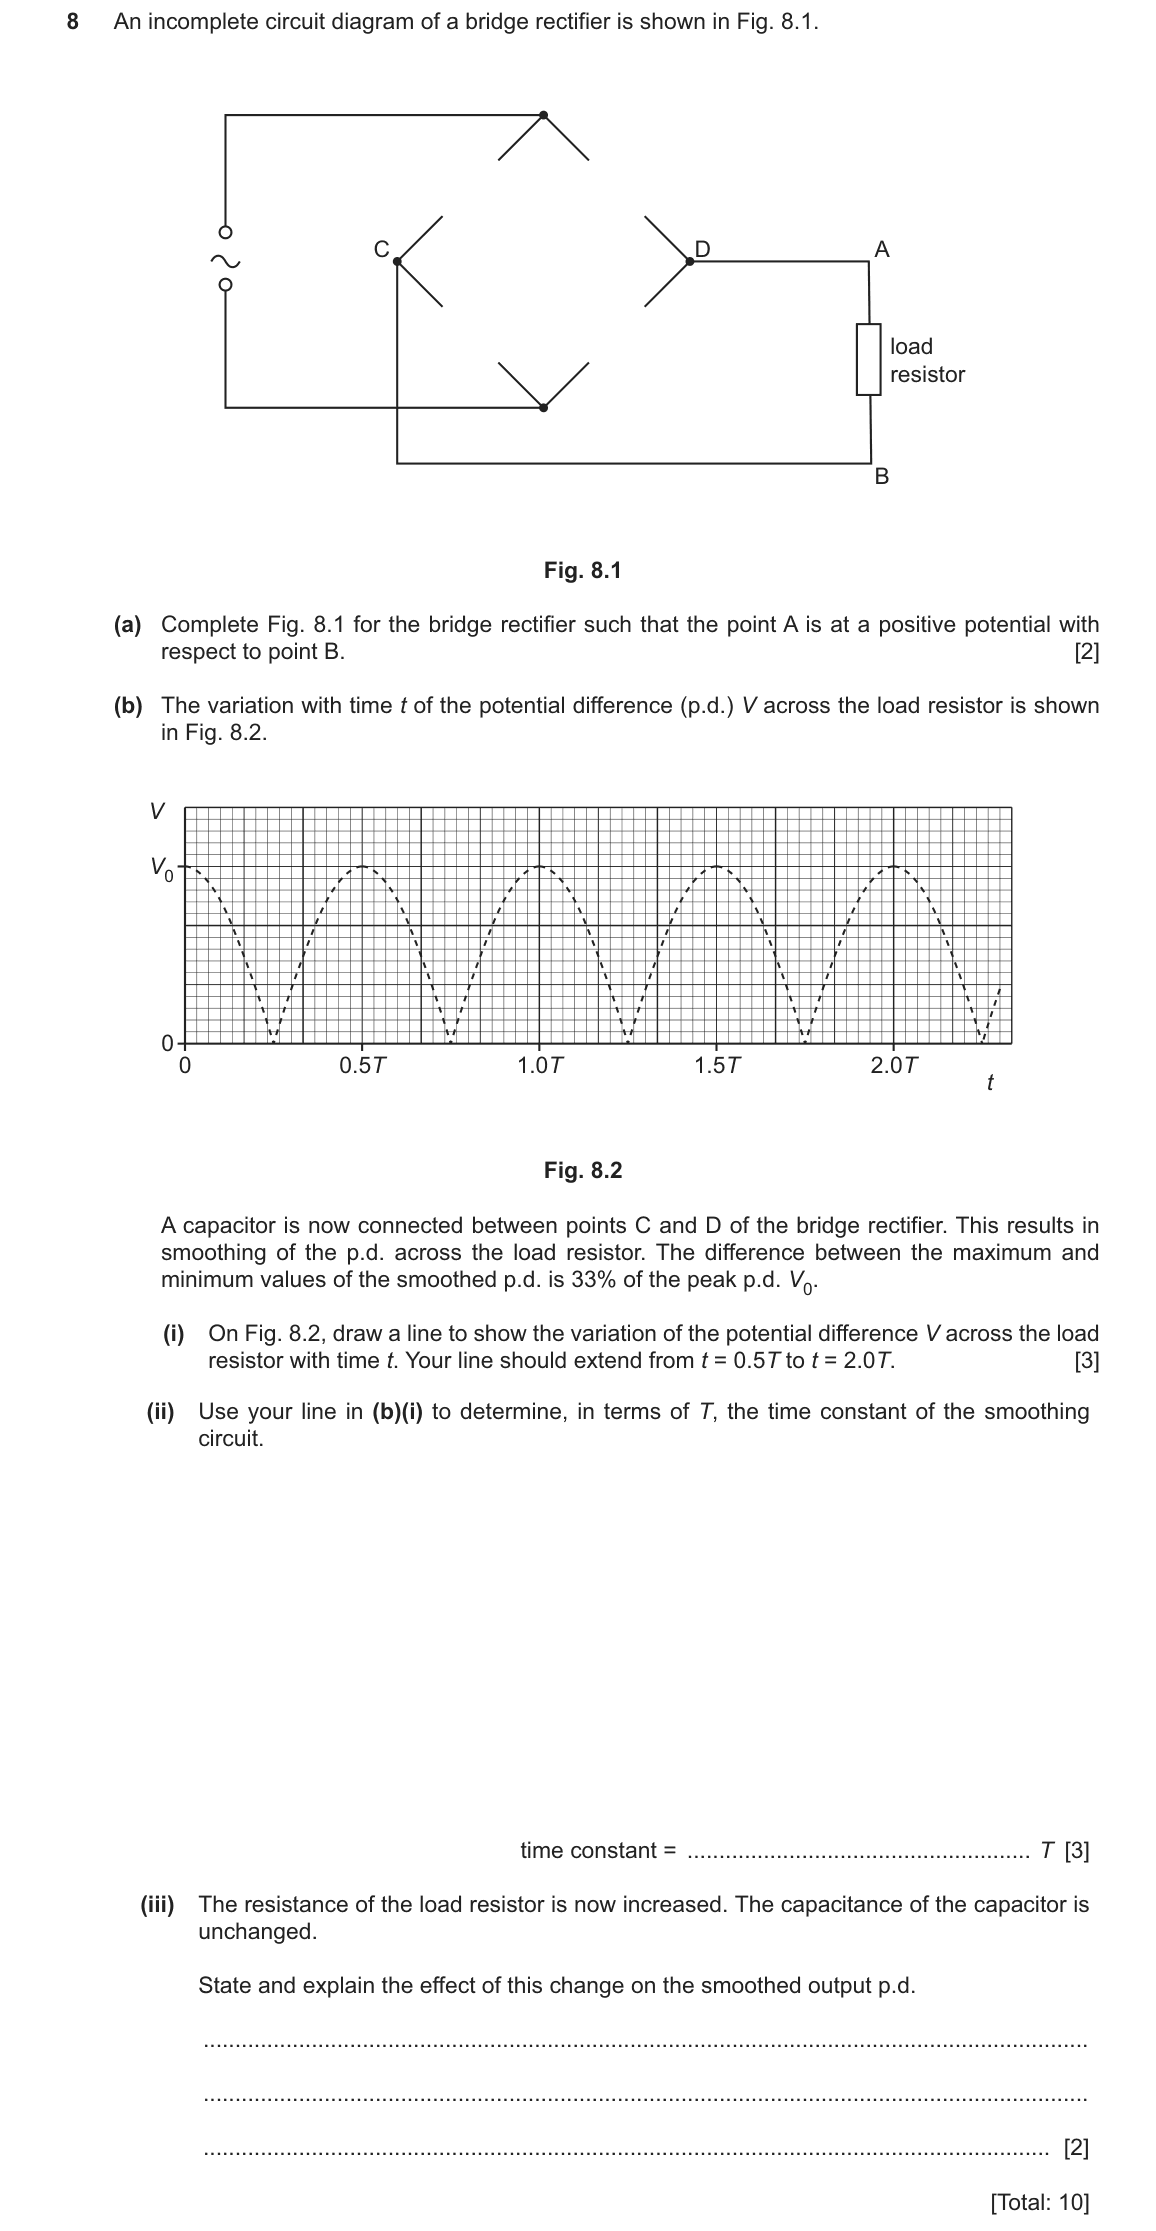 8 An incomplete circuit diagram of a bridge rectifier is shown in Fig. 8.1.
C
D
A
load
resistor
B
Fig. 8.1
(a) Complete Fig. 8.1 for the bridge rectifier such that the point A is at a positive potential with
respect to point B. [2]
(b) The variation with time t of the potential difference (p.d.) V across the load resistor is shown
in Fig. 8.2.
V
V0
0
0 0.5T 1.0T 1.5T 2.0T
t
Fig. 8.2
A capacitor is now connected between points C and D of the bridge rectifier. This results in
smoothing of the p.d. across the load resistor. The difference between the maximum and
minimum values of the smoothed p.d. is 33% of the peak p.d. V0.
(i) On Fig. 8.2, draw a line to show the variation of the potential difference V across the load
resistor with time t. Your line should extend from t = 0.5T to t = 2.0T. [3]
(ii) Use your line in (b)(i) to determine, in terms of T, the time constant of the smoothing
circuit.
time constant = ...................................................... T [3]
(iii) The resistance of the load resistor is now increased. The capacitance of the capacitor is
unchanged.
State and explain the effect of this change on the smoothed output p.d.
..........................................................................................................................................
..........................................................................................................................................
.................................................................................................................................... [2]
[Total: 10]